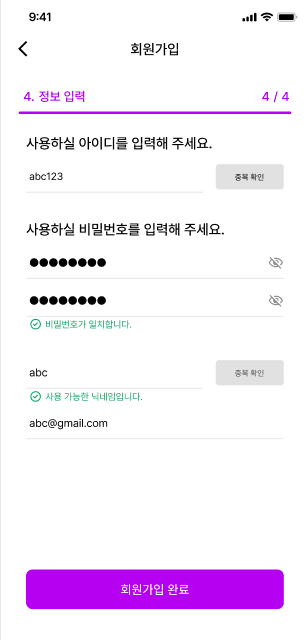 9:41
회원가입
4. 정보 입력
4 / 4
사용하실 아이디를 입력해 주세요.
abc123
중복 확인
사용하실 비밀번호를 입력해 주세요.
●●●●●●●●
●●●●●●●●
비밀번호가 일치합니다.
abc
중복 확인
사용 가능한 닉네임입니다.
abc@gmail.com
회원가입 완료